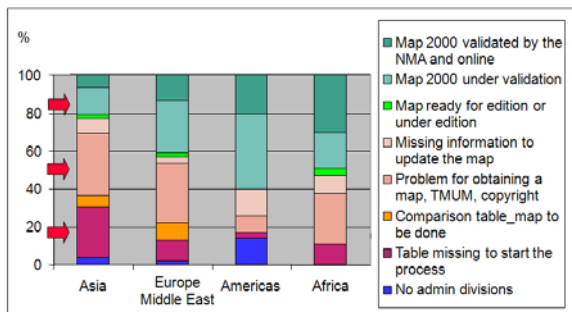 %
100
80
60
40
20
0
Asia
Europe
Middle East
Americas
Africa
Map 2000 validated by the
NMA and online
Map 2000 under validation
Map ready for edition or
under edition
Missing information to
update the map
Problem for obtaining a
map, TMUM, copyright
Comparison table_map to
be done
Table missing to start the
process
No admin divisions